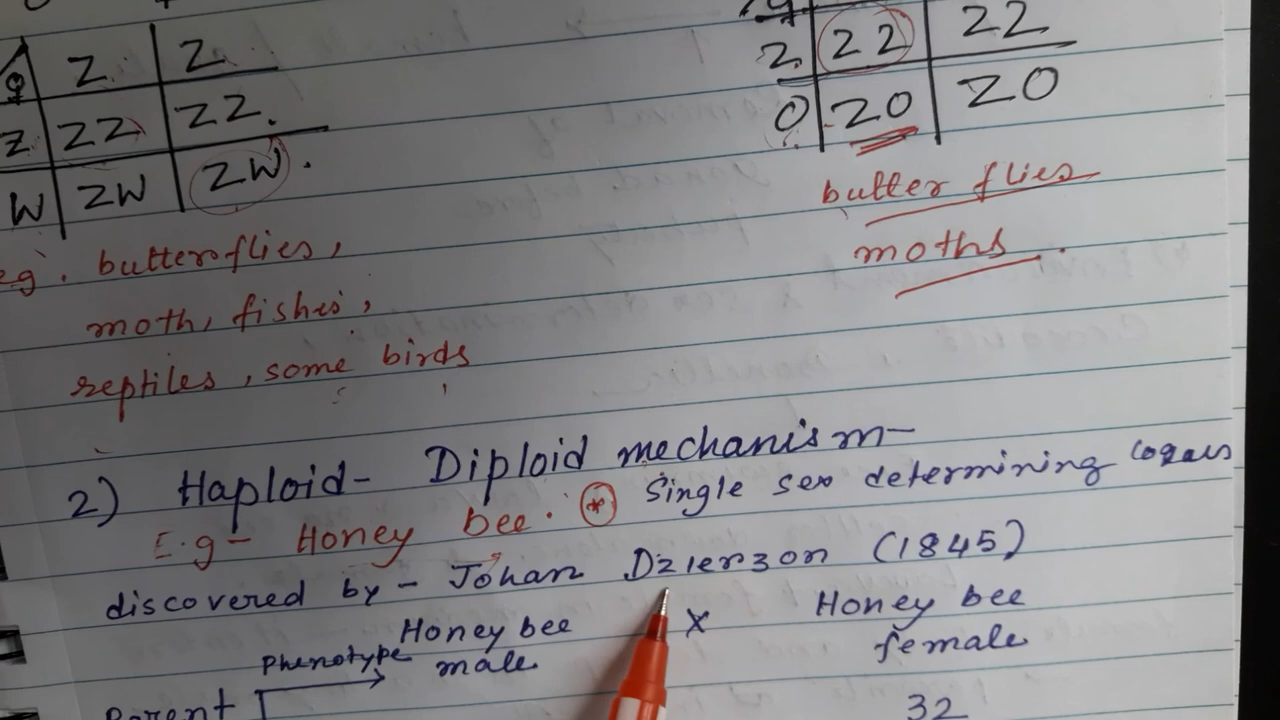 ♀ Z Z
Z ZZ ZZ.
W ZW ZW.
e.g. butteroflies,
moth, fishes,
reptiles, some birds
Z ZZ ZZ
O ZO ZO
butter flies
moths.
2) Haploid- Diploid mechanism-
E.g- Honey bee. * Single sex determining
discovered by- Johan Dzierzon (1845)
Phenotype Honey bee male X Honey bee female
Parent 32